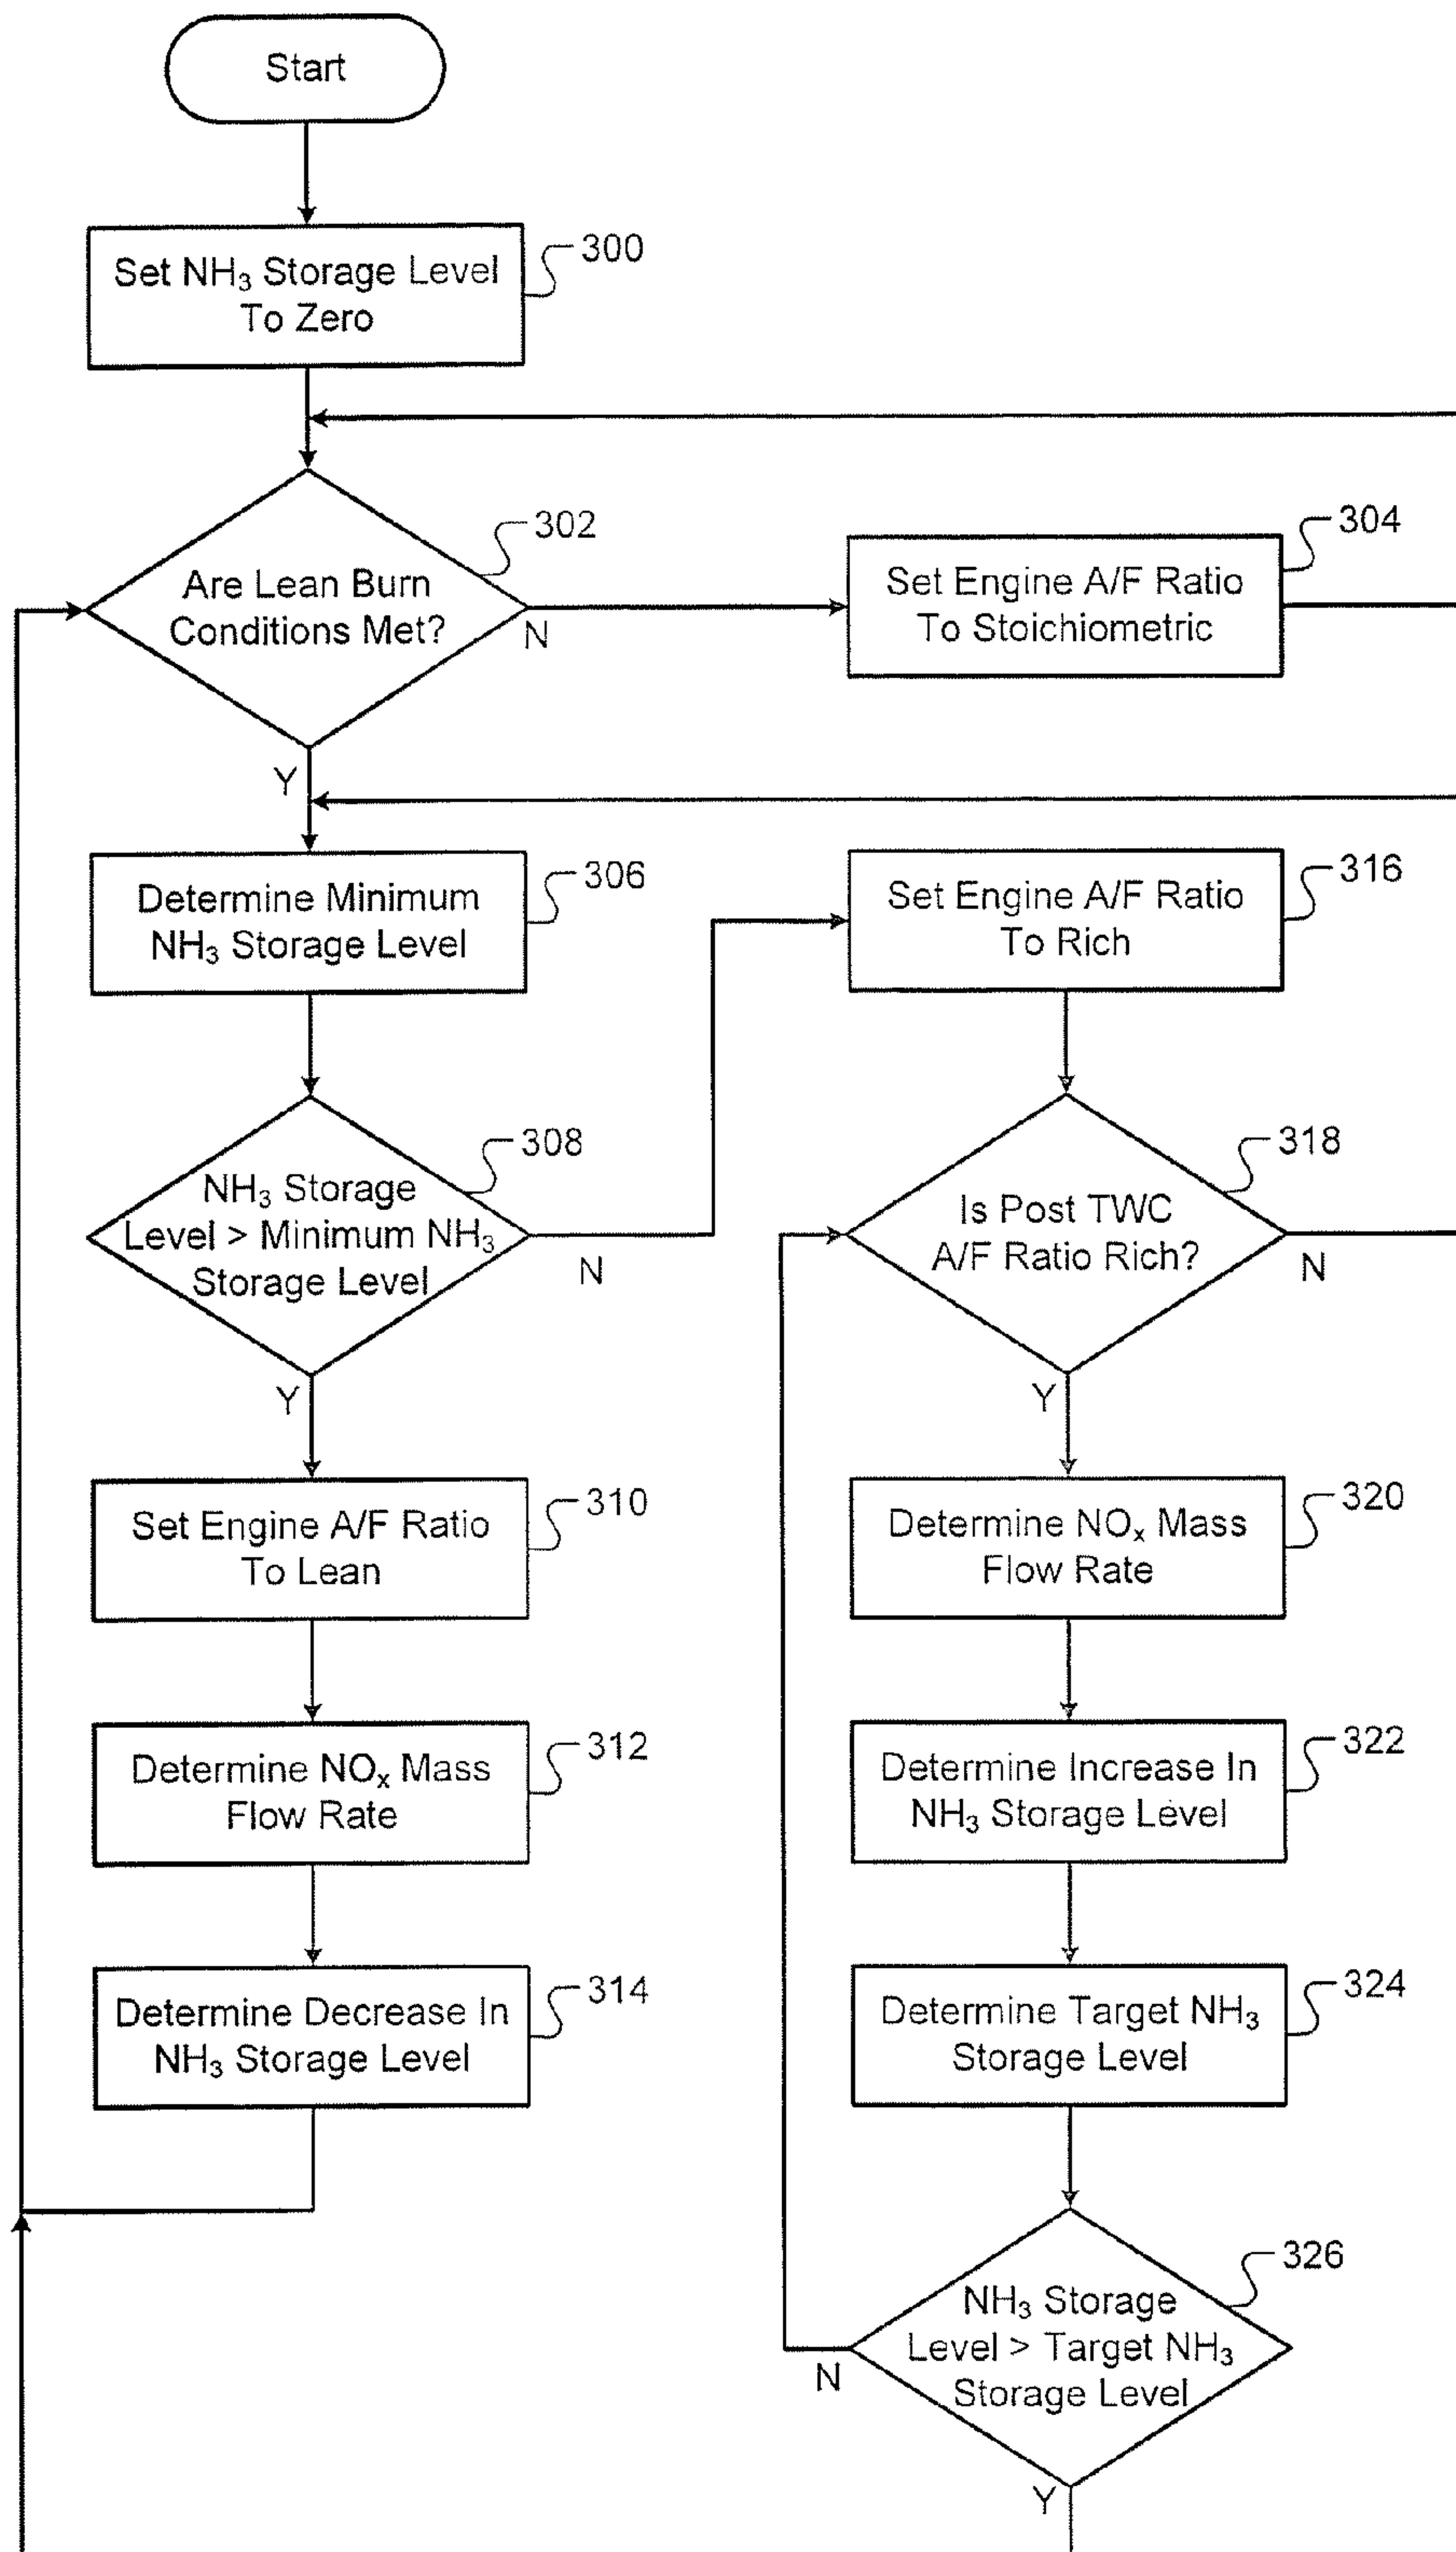 Start
Set NH₃ Storage Level
To Zero
300
Are Lean Burn
Conditions Met?
302
N
Y
Set Engine A/F Ratio
To Stoichiometric
304
Determine Minimum
NH₃ Storage Level
306
NH₃ Storage
Level > Minimum NH₃
Storage Level
308
N
Y
Set Engine A/F Ratio
To Lean
310
Determine NOₓ Mass
Flow Rate
312
Determine Decrease In
NH₃ Storage Level
314
Set Engine A/F Ratio
To Rich
316
Is Post TWC
A/F Ratio Rich?
318
N
Y
Determine NOₓ Mass
Flow Rate
320
Determine Increase In
NH₃ Storage Level
322
Determine Target NH₃
Storage Level
324
NH₃ Storage
Level > Target NH₃
Storage Level
326
N
Y